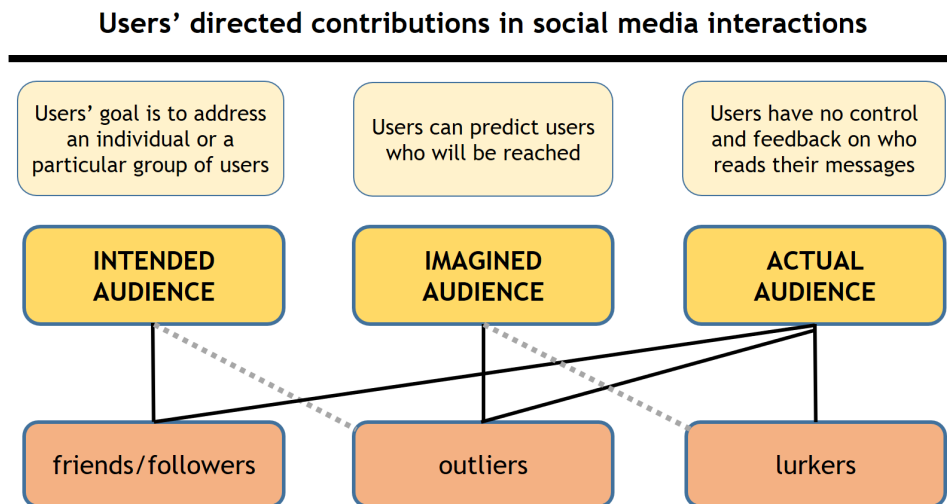 Users' directed contributions in social media interactions
Users' goal is to address
an individual or a
particular group of users
Users can predict users
who will be reached
Users have no control
and feedback on who
reads their messages
INTENDED
AUDIENCE
IMAGINED
AUDIENCE
ACTUAL
AUDIENCE
friends/followers
outliers
lurkers